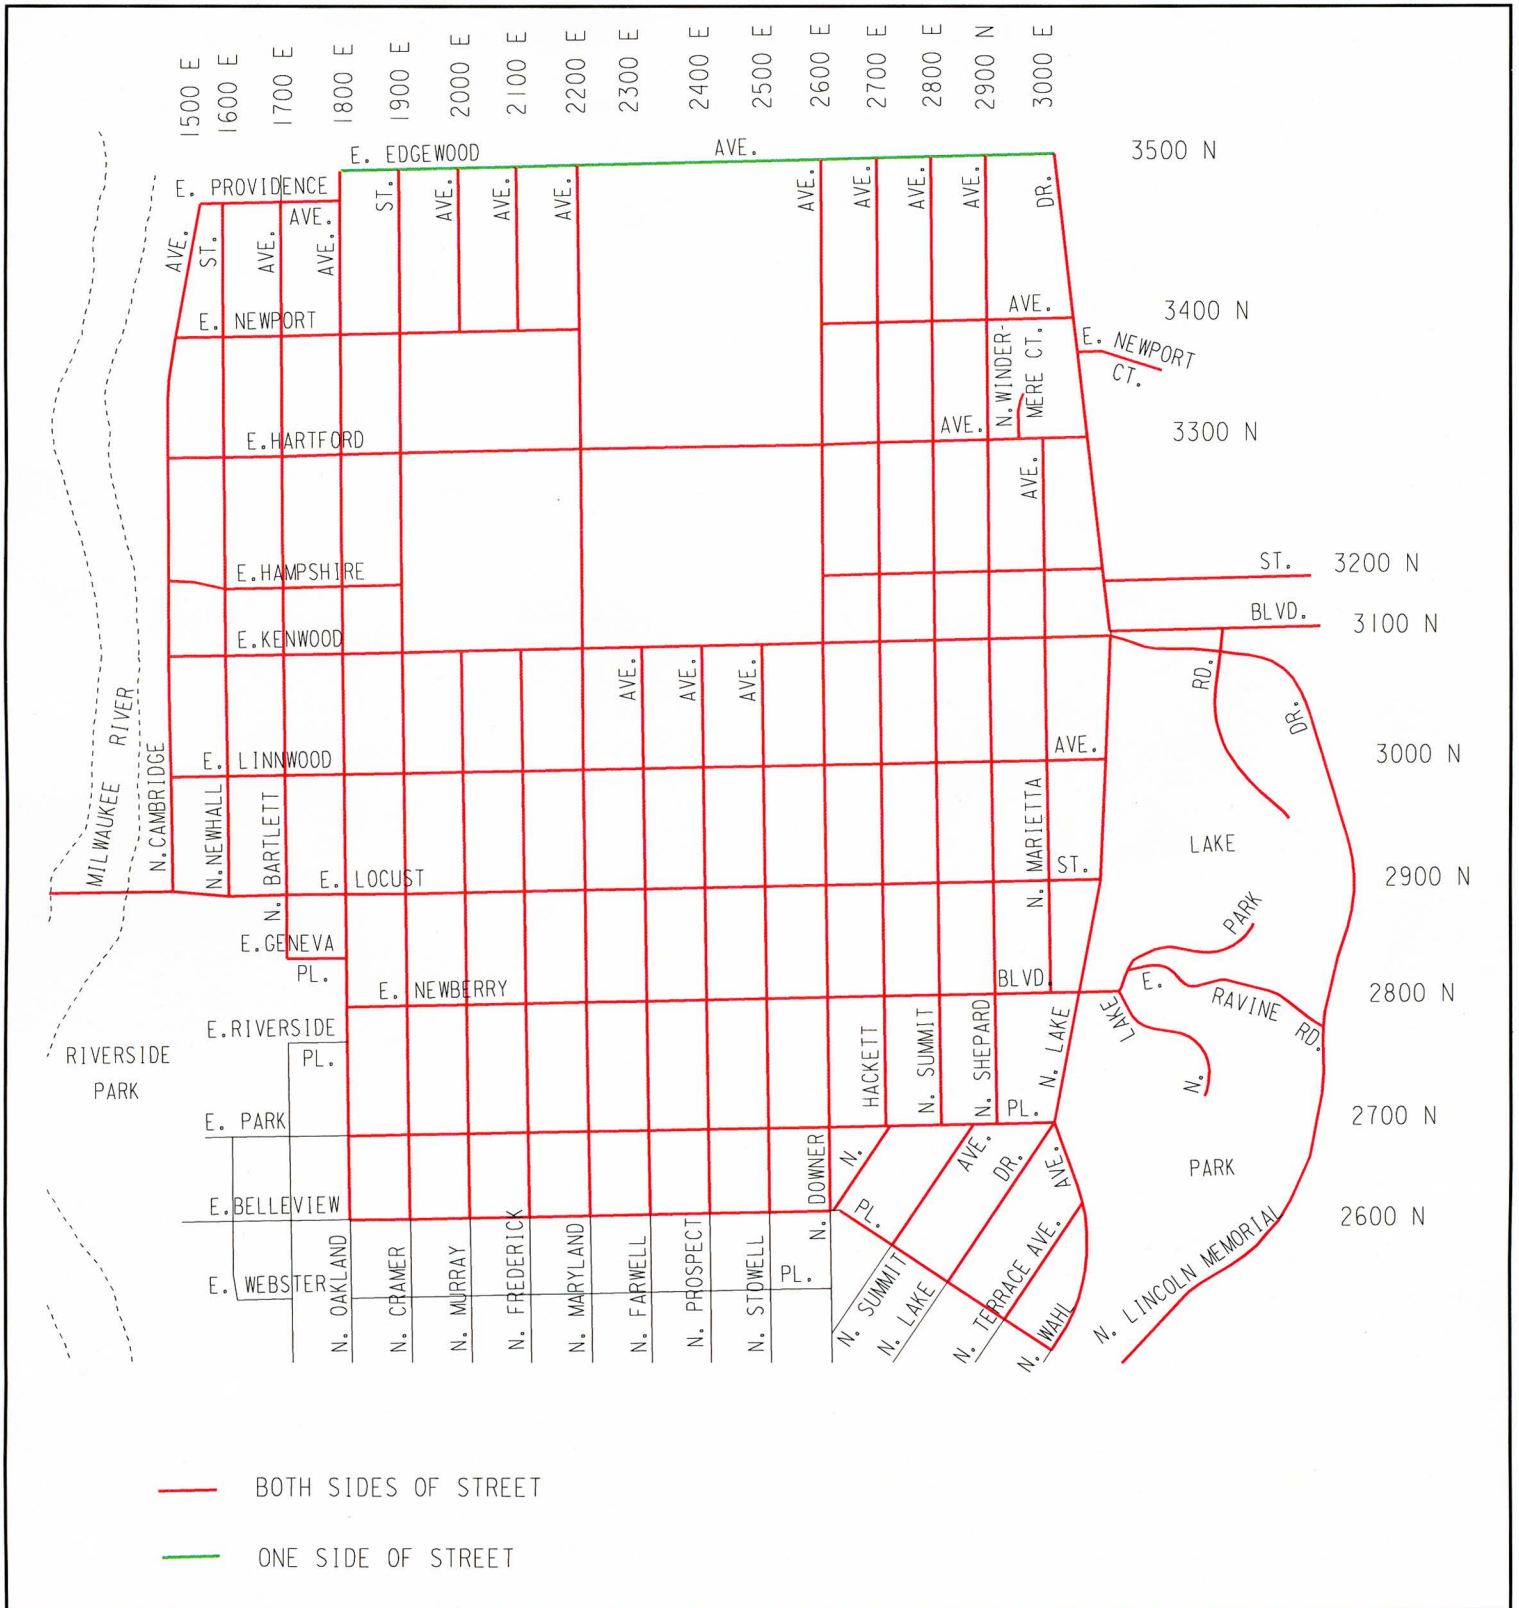 1500 E
1600 E
1700 E
1800 E
1900 E
2000 E
2100 E
2200 E
2300 E
2400 E
2500 E
2600 E
2700 E
2800 E
2900 N
3000 E
E. EDGEWOOD AVE.
3500 N
E. PROVIDENCE
AVE.
AVE.
ST.
AVE.
AVE.
ST.
AVE.
AVE.
AVE.
AVE.
AVE.
AVE.
AVE.
DR.
E. NEWPORT
AVE.
3400 N
E. NEWPORT
CT.
N. WINDER-
MERE CT.
E. HARTFORD
AVE.
3300 N
AVE.
E. HAMPSHIRE
ST.
3200 N
E. KENWOOD
BLVD.
3100 N
AVE.
AVE.
AVE.
RD.
DR.
MILWAUKEE RIVER
E. LINNWOOD
AVE.
3000 N
N. CAMBRIDGE
N. NEWHALL
N. BARTLETT
N. MARIETTA
LAKE
E. LOCUST
ST.
2900 N
PARK
E. GENEVA
PL.
E. NEWBERRY
BLVD.
E. RAVINE RD.
2800 N
LAKE
N.
E. RIVERSIDE
PL.
RIVERSIDE
PARK
HACKETT
N. SUMMIT
N. SHEPARD
N. LAKE
E. PARK
PL.
2700 N
N.
AVE.
DR.
AVE.
PARK
E. BELLEVIEW
PL.
2600 N
N. DOWNER
E. WEBSTER
PL.
N. OAKLAND
N. CRAMER
N. MURRAY
N. FREDERICK
N. MARYLAND
N. FARWELL
N. PROSPECT
N. STOWELL
N. SUMMIT
N. LAKE
N. TERRACE AVE.
N. WAHL
N. LINCOLN MEMORIAL
BOTH SIDES OF STREET
ONE SIDE OF STREET